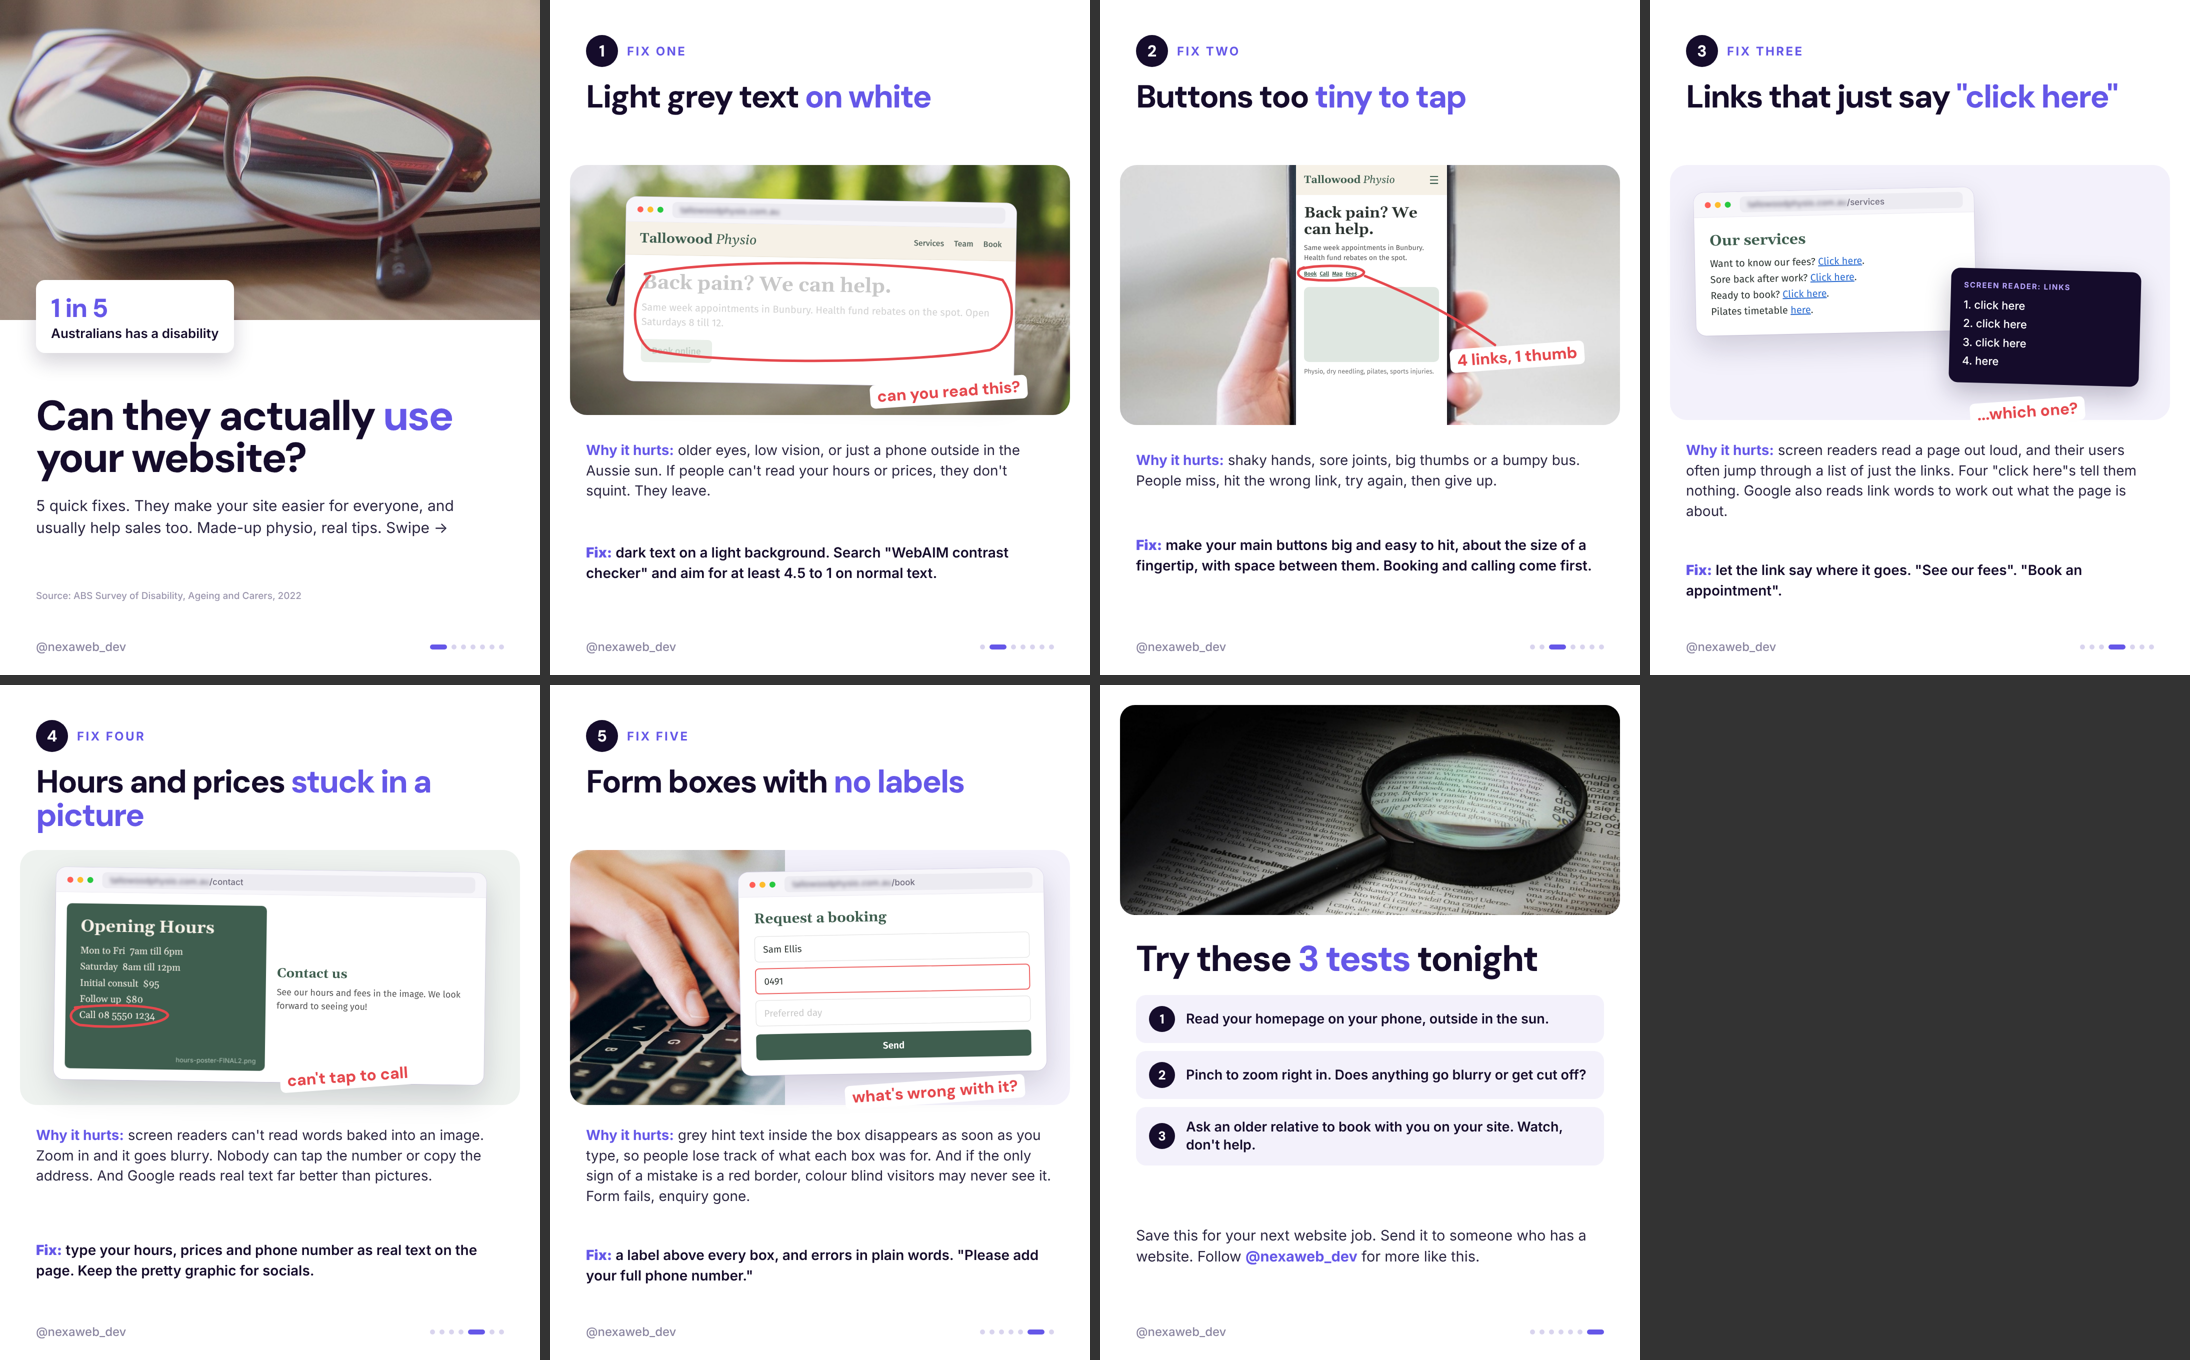 1 in 5
Australians has a disability
Can they actually use
your website?
5 quick fixes. They make your site easier for everyone, and
usually help sales too. Made-up physio, real tips. Swipe →
Source: ABS Survey of Disability, Ageing and Carers, 2022
@nexaweb_dev
1 FIX ONE
Light grey text on white
tallowoodphysio.com.au
Tallowood Physio
Services Team Book
Back pain? We can help.
Same week appointments in Bunbury. Health fund rebates on the spot. Open
Saturdays 8 till 12.
Book online
can you read this?
Why it hurts: older eyes, low vision, or just a phone outside in the
Aussie sun. If people can't read your hours or prices, they don't
squint. They leave.
Fix: dark text on a light background. Search "WebAIM contrast
checker" and aim for at least 4.5 to 1 on normal text.
@nexaweb_dev
2 FIX TWO
Buttons too tiny to tap
Tallowood Physio
Back pain? We
can help.
Same week appointments in Bunbury.
Health fund rebates on the spot.
Book Call Map Fees
4 links, 1 thumb
Physio, dry needling, pilates, sports injuries.
Why it hurts: shaky hands, sore joints, big thumbs or a bumpy bus.
People miss, hit the wrong link, try again, then give up.
Fix: make your main buttons big and easy to hit, about the size of a
fingertip, with space between them. Booking and calling come first.
@nexaweb_dev
3 FIX THREE
Links that just say "click here"
tallowoodphysio.com.au/services
Our services
Want to know our fees? Click here.
Sore back after work? Click here.
Ready to book? Click here.
Pilates timetable here.
SCREEN READER: LINKS
1. click here
2. click here
3. click here
4. here
...which one?
Why it hurts: screen readers read a page out loud, and their users
often jump through a list of just the links. Four "click here"s tell them
nothing. Google also reads link words to work out what the page is
about.
Fix: let the link say where it goes. "See our fees". "Book an
appointment".
@nexaweb_dev
4 FIX FOUR
Hours and prices stuck in a
picture
tallowoodphysio.com.au/contact
Opening Hours
Mon to Fri 7am till 6pm
Saturday 8am till 12pm
Initial consult $95
Follow up $80
Call 08 5550 1234
hours-poster-FINAL2.png
Contact us
See our hours and fees in the image. We look
forward to seeing you!
can't tap to call
Why it hurts: screen readers can't read words baked into an image.
Zoom in and it goes blurry. Nobody can tap the number or copy the
address. And Google reads real text far better than pictures.
Fix: type your hours, prices and phone number as real text on the
page. Keep the pretty graphic for socials.
@nexaweb_dev
5 FIX FIVE
Form boxes with no labels
tallowoodphysio.com.au/book
Request a booking
Sam Ellis
0491
Preferred day
Send
what's wrong with it?
Why it hurts: grey hint text inside the box disappears as soon as you
type, so people lose track of what each box was for. And if the only
sign of a mistake is a red border, colour blind visitors may never see it.
Form fails, enquiry gone.
Fix: a label above every box, and errors in plain words. "Please add
your full phone number."
@nexaweb_dev
Badania doktora
Try these 3 tests tonight
1 Read your homepage on your phone, outside in the sun.
2 Pinch to zoom right in. Does anything go blurry or get cut off?
3 Ask an older relative to book with you on your site. Watch,
don't help.
Save this for your next website job. Send it to someone who has a
website. Follow @nexaweb_dev for more like this.
@nexaweb_dev